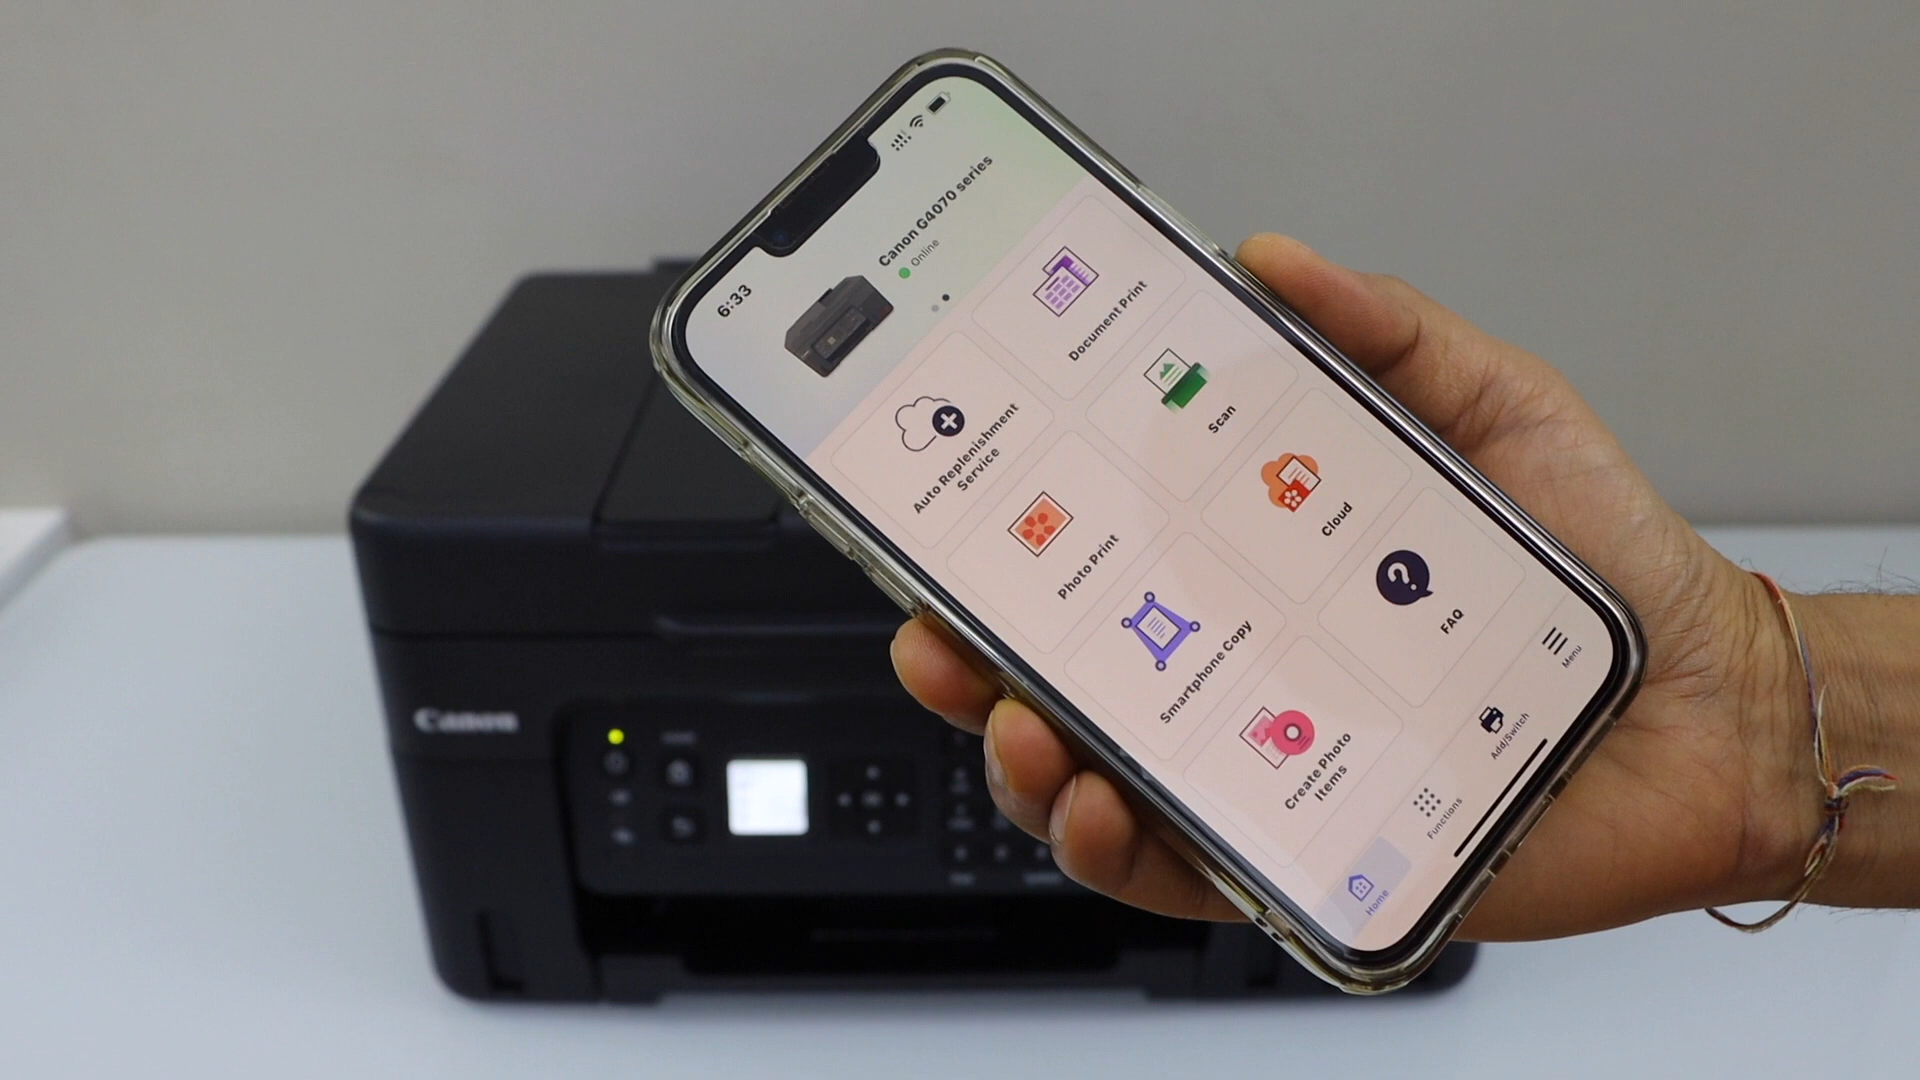 6:33
Canon G4070 series
Online
Auto Replenishment
Service
Document Print
Photo Print
Scan
Smartphone Copy
Cloud
Create Photo
Items
FAQ
Home
Functions
Add/Switch
Menu
Canon